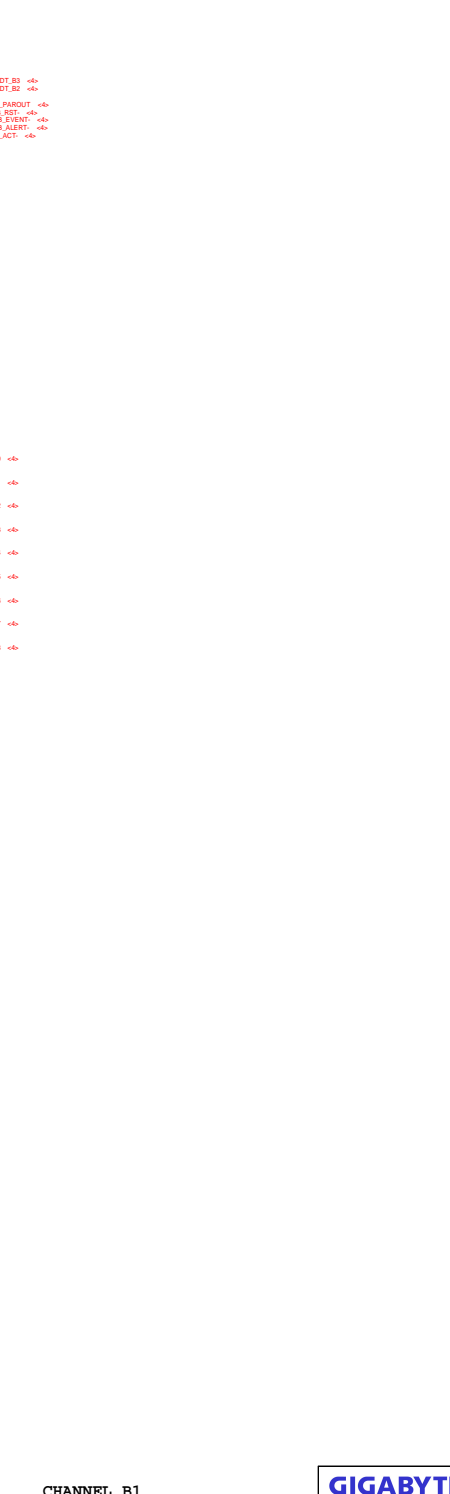 DT_B3 <4>
DT_B2 <4>
_PAROUT <4>
_RST- <4>
_EVENT- <4>
_ALERT- <4>
_ACT- <4>
<4>
<4>
<4>
<4>
<4>
<4>
<4>
<4>
<4>
CHANNEL B1
GIGABYT